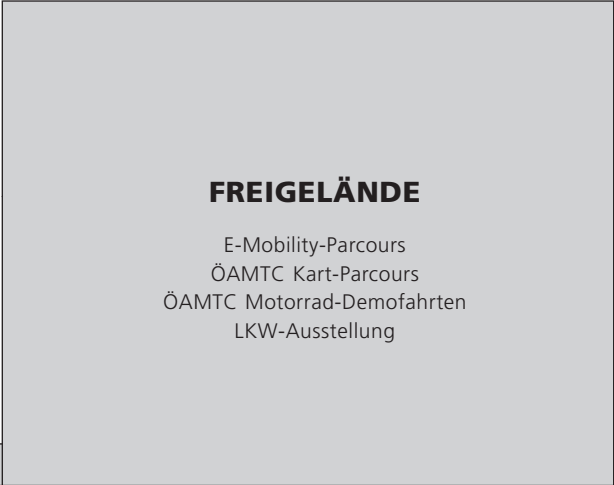 FREIGELÄNDE
E-Mobility-Parcours
ÖAMTC Kart-Parcours
ÖAMTC Motorrad-Demofahrten
LKW-Ausstellung